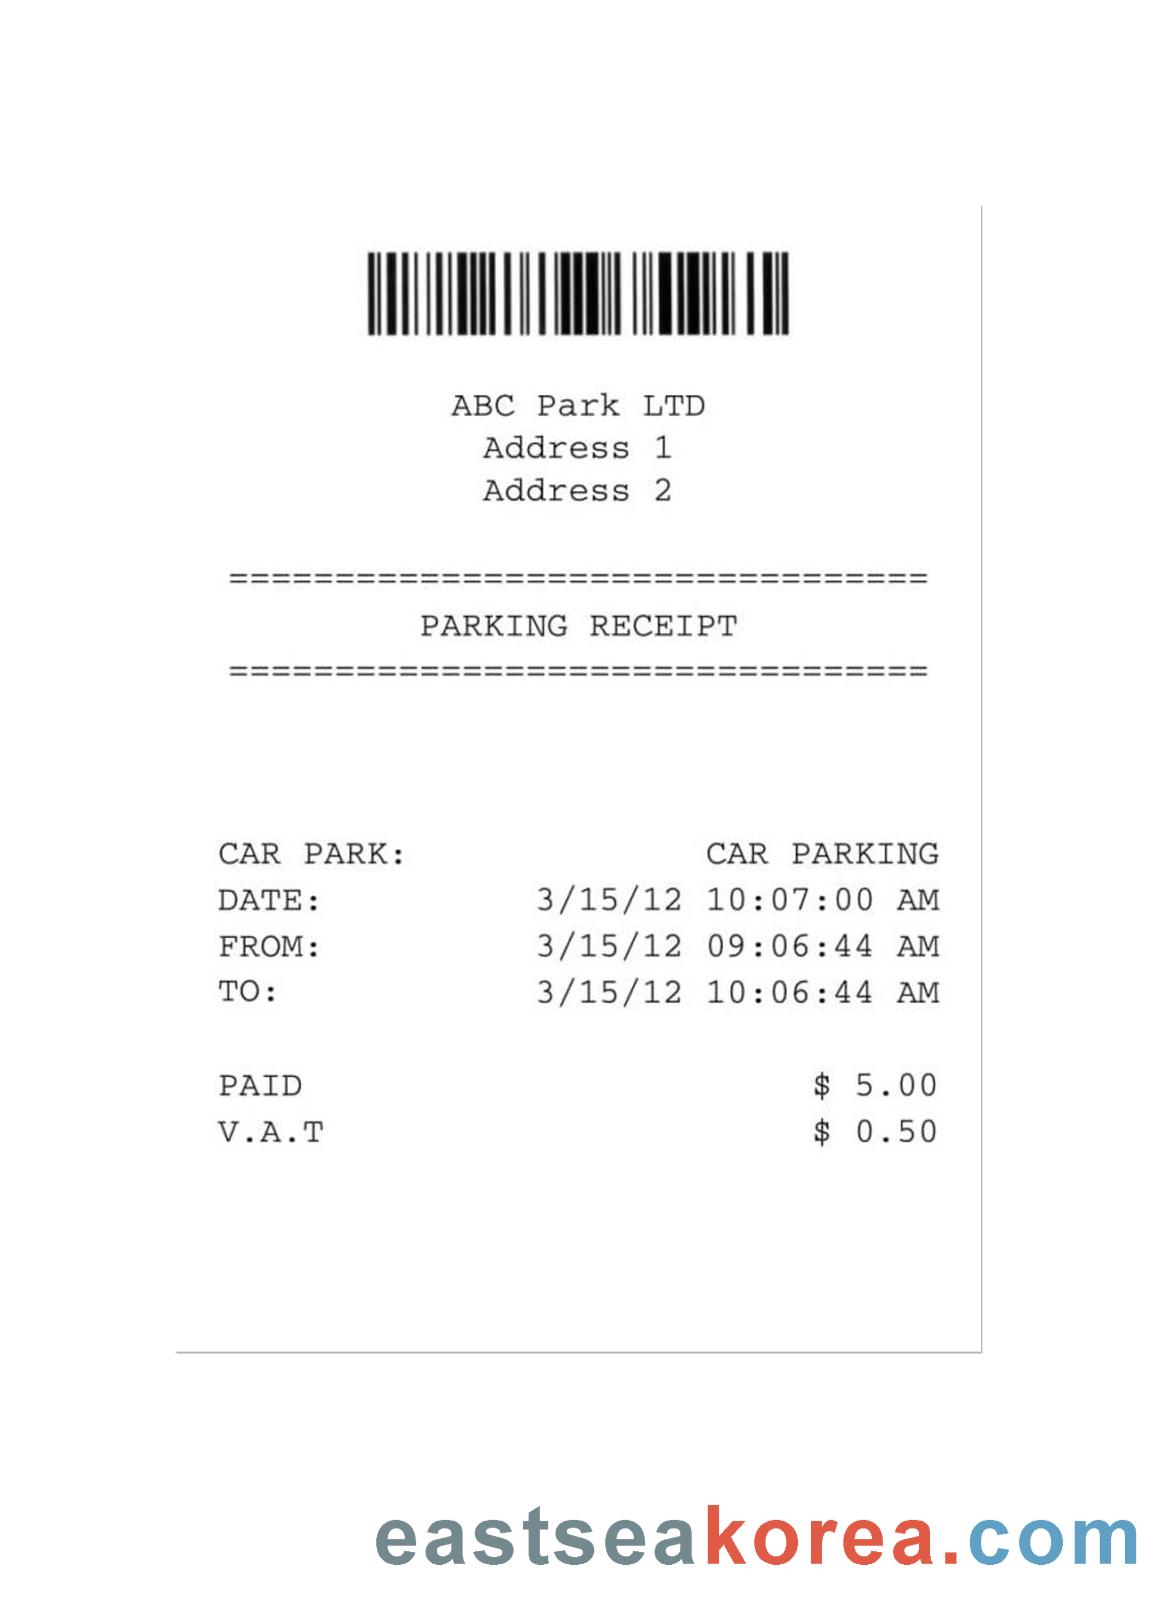 ABC Park LTD
Address 1
Address 2
=================================
PARKING RECEIPT
=================================
CAR PARK: CAR PARKING
DATE: 3/15/12 10:07:00 AM
FROM: 3/15/12 09:06:44 AM
TO: 3/15/12 10:06:44 AM
PAID $ 5.00
V.A.T $ 0.50
eastseakorea.com